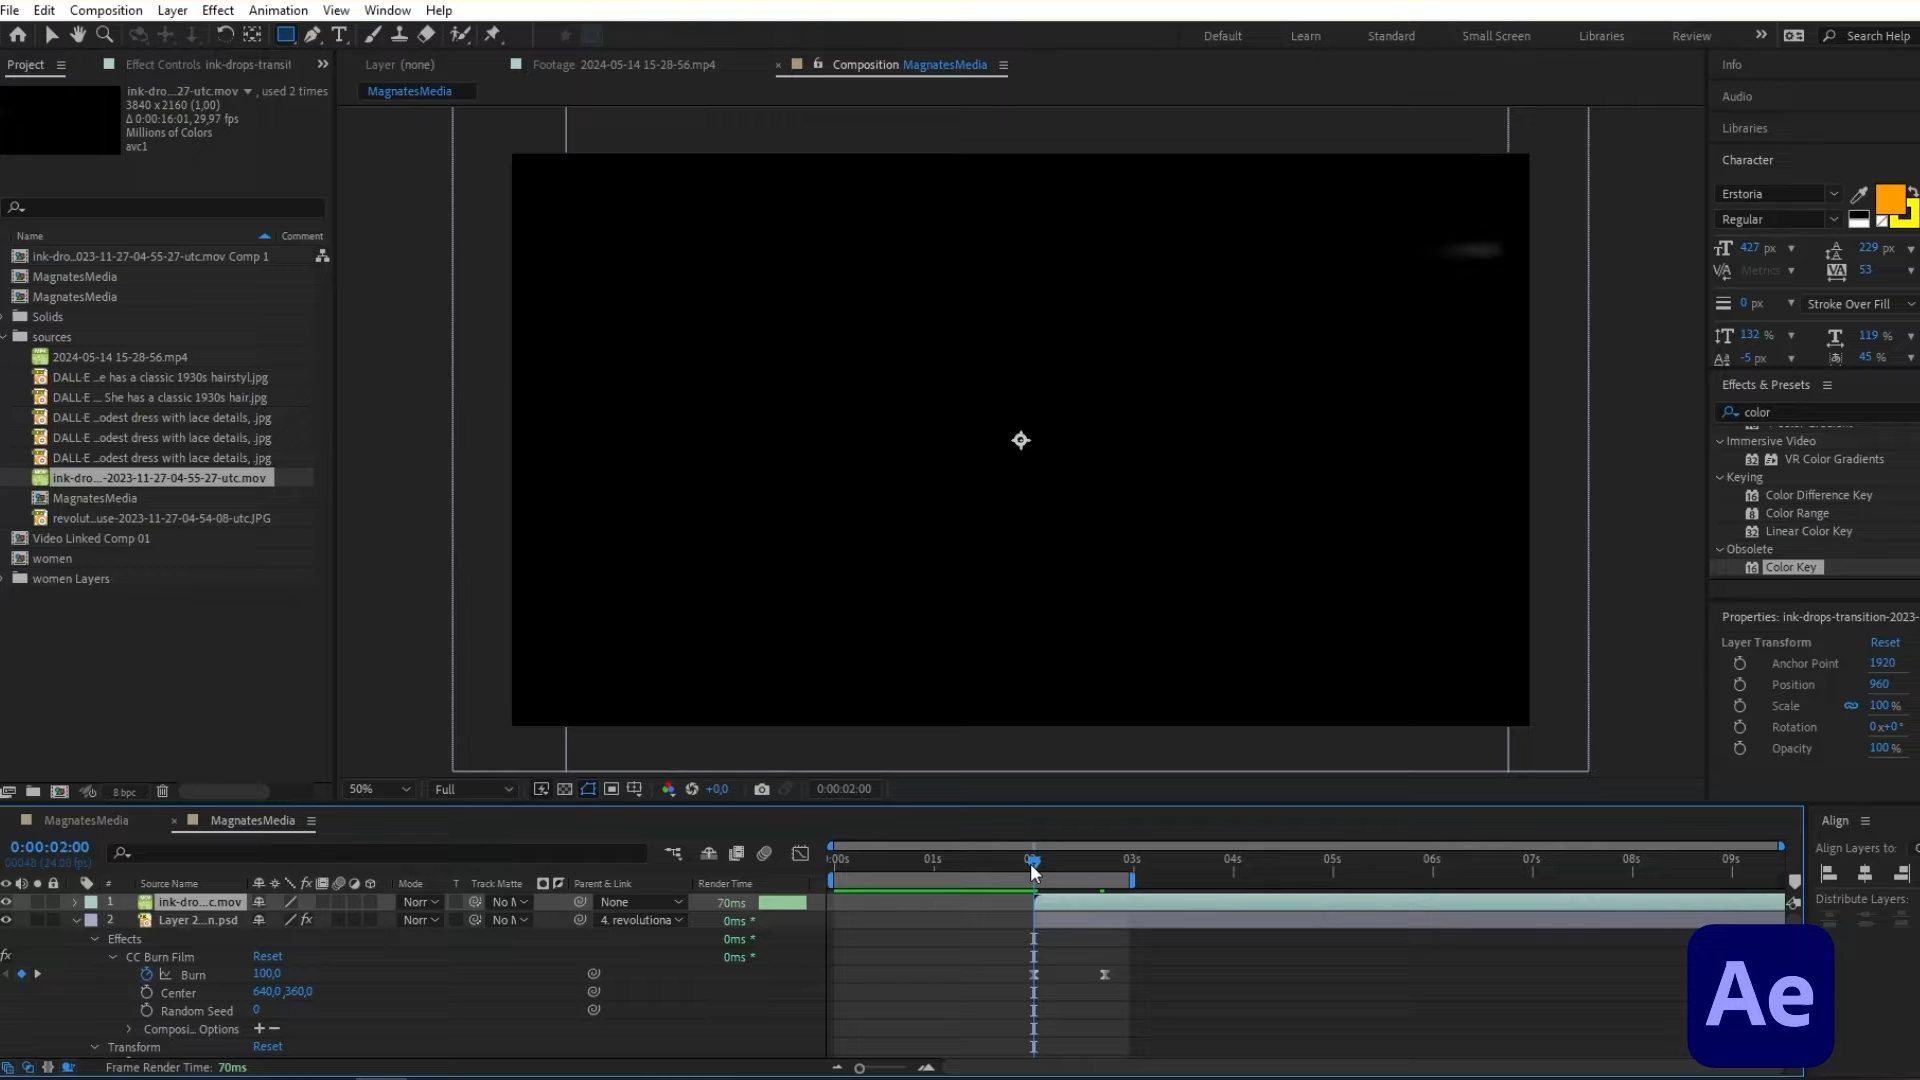 File Edit Composition Layer Effect Animation View Window Help
Default Learn Standard Small Screen Libraries Review Search Help
Project Effect Controls ink-drops-transit
Layer (none) Footage 2024-05-14 15-28-56.mp4 Composition MagnatesMedia
MagnatesMedia
ink-dro...27-utc.mov , used 2 times
3840 x 2160 (1,00)
Δ 0:00:16:01, 29,97 fps
Millions of Colors
avc1
Name Comment
ink-dro...023-11-27-04-55-27-utc.mov Comp 1
MagnatesMedia
MagnatesMedia
Solids
sources
2024-05-14 15-28-56.mp4
DALL·E ...e has a classic 1930s hairstyl.jpg
DALL·E ... She has a classic 1930s hair.jpg
DALL·E ...odest dress with lace details, .jpg
DALL·E ...odest dress with lace details, .jpg
DALL·E ...odest dress with lace details, .jpg
ink-dro...-2023-11-27-04-55-27-utc.mov
MagnatesMedia
revolut...use-2023-11-27-04-54-08-utc.JPG
Video Linked Comp 01
women
women Layers
8 bpc
50% Full +0,0 0:00:02:00
Info
Audio
Libraries
Character
Erstoria
Regular
427 px 229 px
Metrics 53
0 px Stroke Over Fill
132 % 119 %
-5 px 45 %
Effects & Presets
color
Immersive Video
VR Color Gradients
Keying
Color Difference Key
Color Range
Linear Color Key
Obsolete
Color Key
Properties: ink-drops-transition-2023-
Layer Transform Reset
Anchor Point 1920
Position 960
Scale 100 %
Rotation 0x+0°
Opacity 100 %
MagnatesMedia MagnatesMedia
0:00:02:00
00048 (24.00 fps)
:00s 01s 02s 03s 04s 05s 06s 07s 08s 09s
# Source Name Mode T Track Matte Parent & Link Render Time
1 ink-dro...c.mov Norr No M None 70ms
2 Layer 2...n.psd Norr No M 4. revolutiona 0ms *
Effects 0ms *
CC Burn Film Reset 0ms *
Burn 100,0
Center 640,0,360,0
Random Seed 0
Composi... Options + −
Transform Reset
Frame Render Time: 70ms
Align
Align Layers to:
Distribute Layers:
Ae